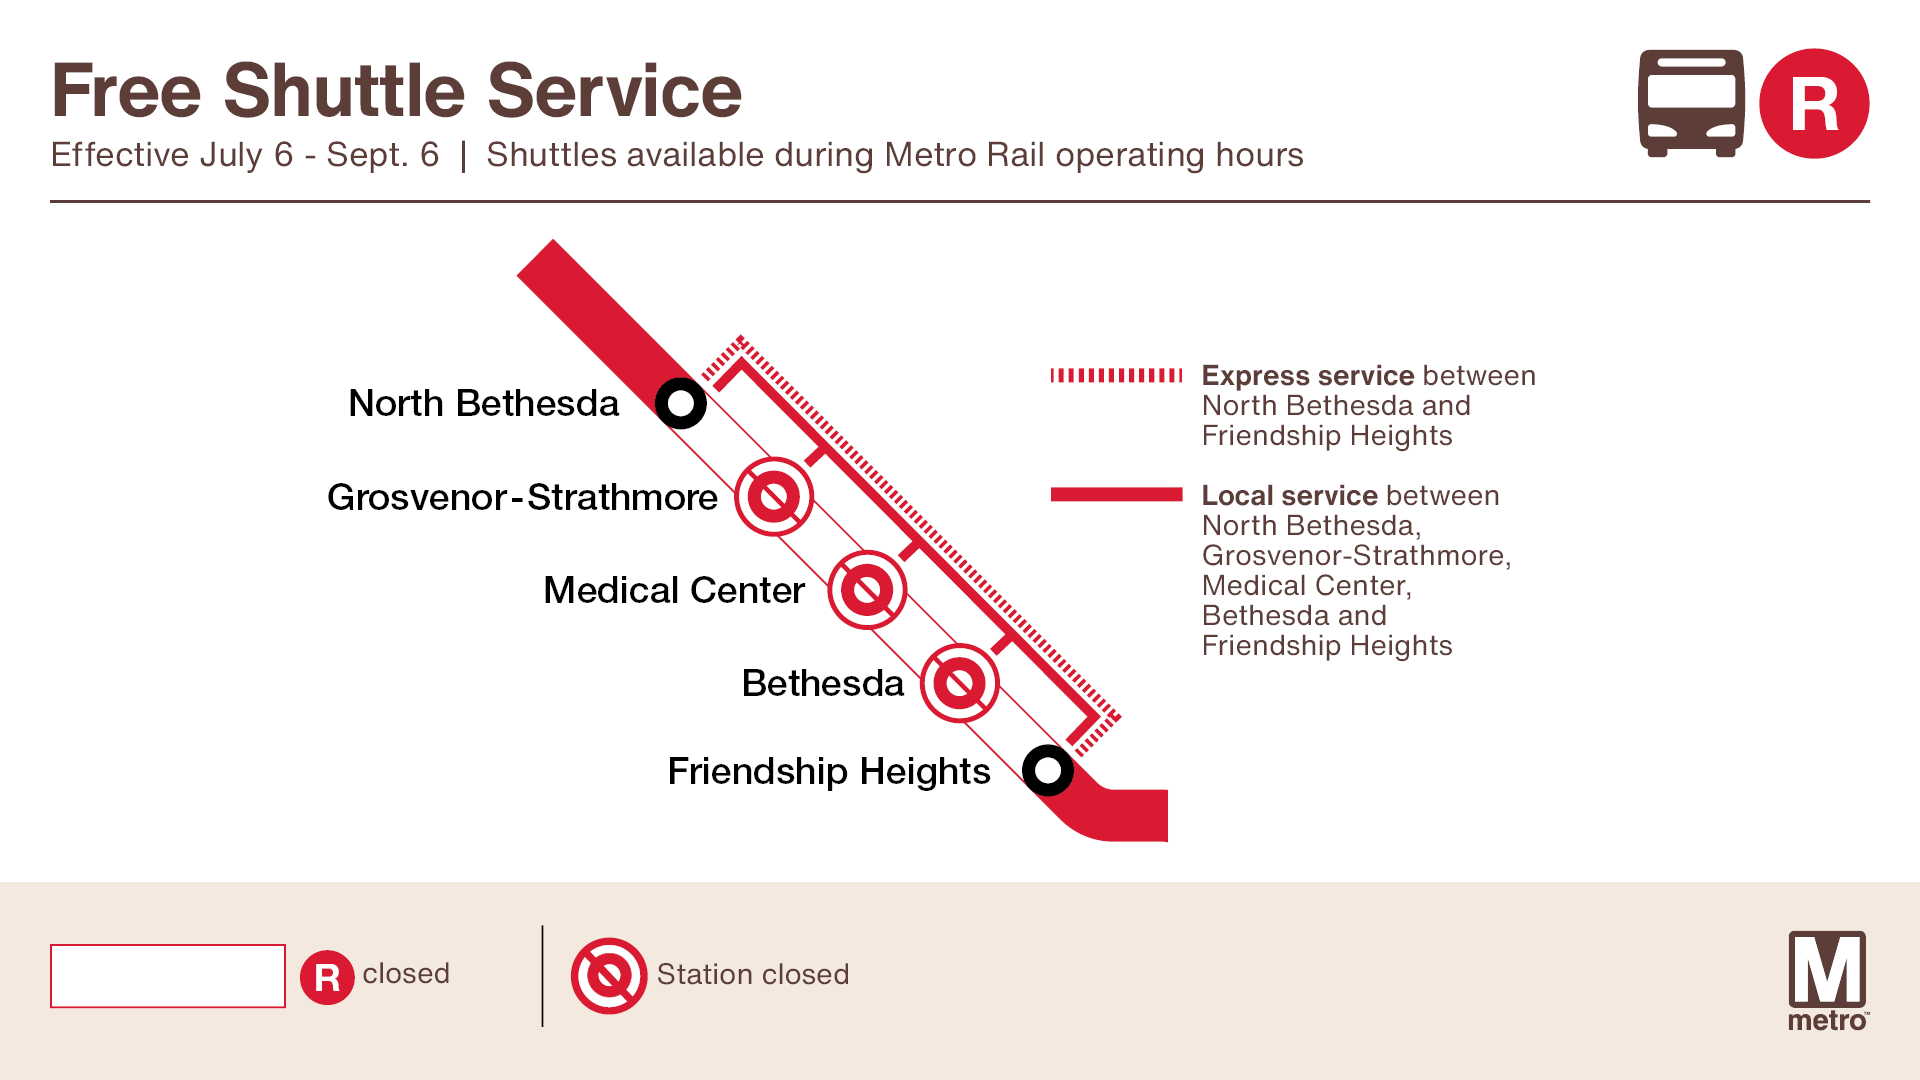 Free Shuttle Service
R
Effective July 6 - Sept. 6 | Shuttles available during Metro Rail operating hours
North Bethesda
Grosvenor-Strathmore
Medical Center
Bethesda
Friendship Heights
Express service between
North Bethesda and
Friendship Heights
Local service between
North Bethesda,
Grosvenor-Strathmore,
Medical Center,
Bethesda and
Friendship Heights
R closed
Station closed
M
metro™